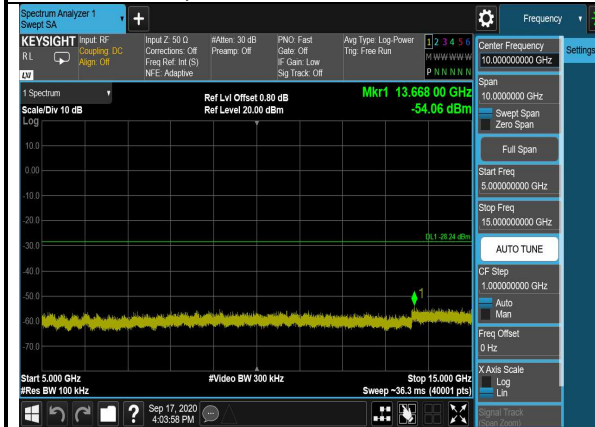 Spectrum Analyzer 1
Swept SA
Frequency
KEYSIGHT
Input: RF
Coupling: DC
Align: Off
Input Z: 50 Ω
Corrections: Off
Freq Ref: Int (S)
NFE: Adaptive
#Atten: 30 dB
Preamp: Off
PNO: Fast
Gate: Off
IF Gain: Low
Sig Track: Off
Avg Type: Log-Power
Trig: Free Run
1 2 3 4 5 6
M W W W W W
P N N N N N
R L
LVI
1 Spectrum
Scale/Div 10 dB
Log
Ref Lvl Offset 0.80 dB
Ref Level 20.00 dBm
Mkr1 13.668 00 GHz
-54.06 dBm
10.0
0.00
-10.0
-20.0
-30.0
-40.0
-50.0
-60.0
-70.0
DL1 -28.24 dBm
1
Start 5.000 GHz
#Res BW 100 kHz
#Video BW 300 kHz
Stop 15.000 GHz
Sweep ~36.3 ms (40001 pts)
Sep 17, 2020
4:03:58 PM
Center Frequency
10.000000000 GHz
Settings
Span
10.0000000 GHz
Swept Span
Zero Span
Full Span
Start Freq
5.000000000 GHz
Stop Freq
15.000000000 GHz
AUTO TUNE
CF Step
1.000000000 GHz
Auto
Man
Freq Offset
0 Hz
X Axis Scale
Log
Lin
Signal Track
(Span Zoom)